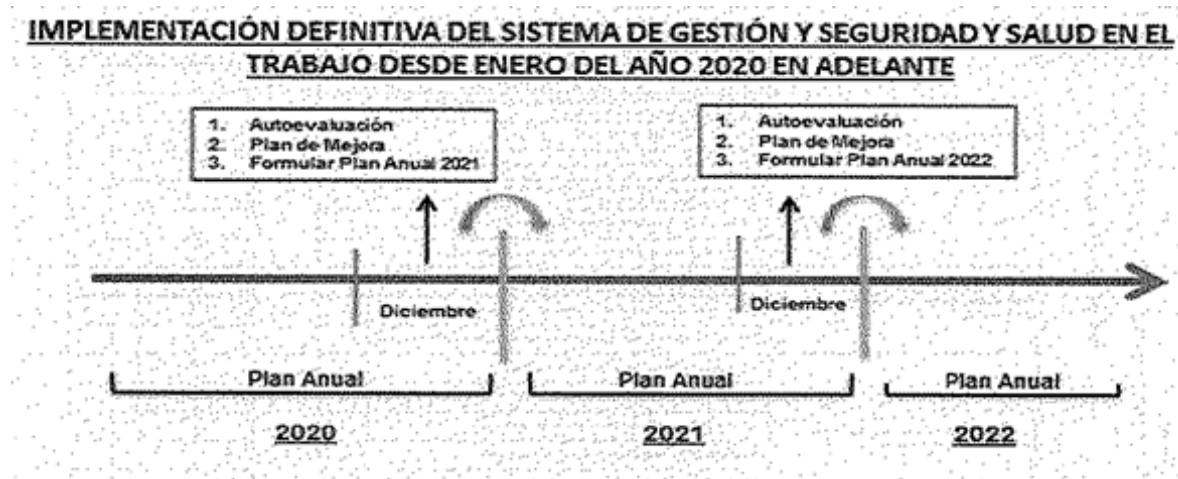 IMPLEMENTACIÓN DEFINITIVA DEL SISTEMA DE GESTIÓN Y SEGURIDAD Y SALUD EN EL
TRABAJO DESDE ENERO DEL AÑO 2020 EN ADELANTE
1. Autoevaluación
2. Plan de Mejora
3. Formular Plan Anual 2021
1. Autoevaluación
2. Plan de Mejora
3. Formular Plan Anual 2022
Diciembre
Diciembre
Plan Anual
Plan Anual
Plan Anual
2020
2021
2022